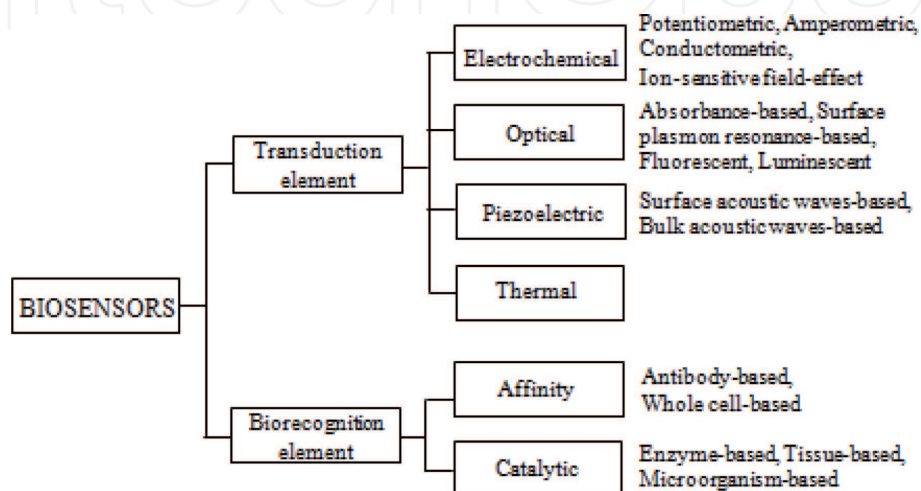 Electrochemical
Potentiometric, Amperometric,
Conductometric,
Ion-sensitive field-effect
Optical
Absorbance-based, Surface
plasmon resonance-based,
Fluorescent, Luminescent
Transduction
element
Piezoelectric
Surface acoustic waves-based,
Bulk acoustic waves-based
Thermal
BIOSENSORS
Affinity
Antibody-based,
Whole cell-based
Biorecognition
element
Catalytic
Enzyme-based, Tissue-based,
Microorganism-based